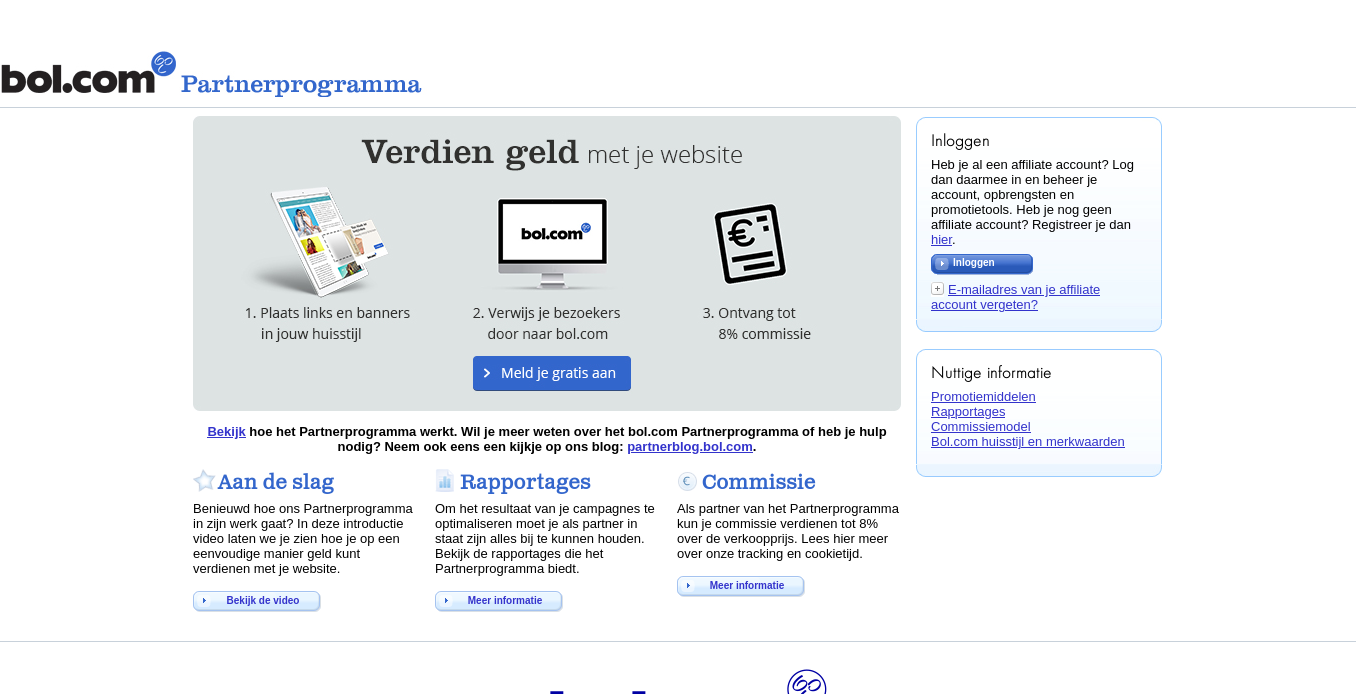 bol.com Partnerprogramma
Verdien geld met je website
bol.com
1. Plaats links en banners
in jouw huisstijl
2. Verwijs je bezoekers
door naar bol.com
3. Ontvang tot
8% commissie
Meld je gratis aan
Bekijk hoe het Partnerprogramma werkt. Wil je meer weten over het bol.com Partnerprogramma of heb je hulp
nodig? Neem ook eens een kijkje op ons blog: partnerblog.bol.com.
Aan de slag
Benieuwd hoe ons Partnerprogramma
in zijn werk gaat? In deze introductie
video laten we je zien hoe je op een
eenvoudige manier geld kunt
verdienen met je website.
Bekijk de video
Rapportages
Om het resultaat van je campagnes te
optimaliseren moet je als partner in
staat zijn alles bij te kunnen houden.
Bekijk de rapportages die het
Partnerprogramma biedt.
Meer informatie
Commissie
Als partner van het Partnerprogramma
kun je commissie verdienen tot 8%
over de verkoopprijs. Lees hier meer
over onze tracking en cookietijd.
Meer informatie
Inloggen
Heb je al een affiliate account? Log
dan daarmee in en beheer je
account, opbrengsten en
promotietools. Heb je nog geen
affiliate account? Registreer je dan
hier.
Inloggen
E-mailadres van je affiliate
account vergeten?
Nuttige informatie
Promotiemiddelen
Rapportages
Commissiemodel
Bol.com huisstijl en merkwaarden